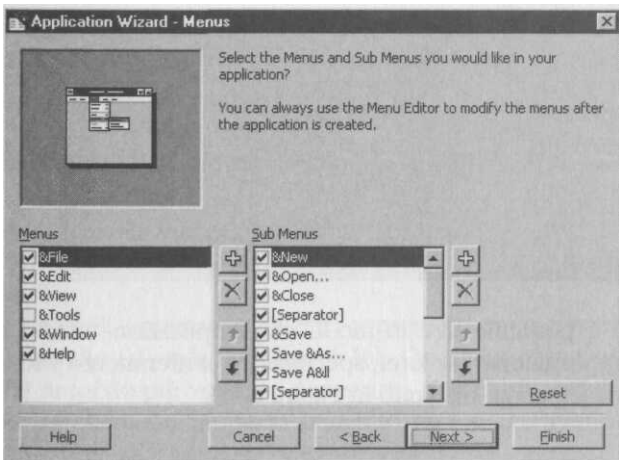 Application Wizard - Menus
Select the Menus and Sub Menus you would like in your
application?
You can always use the Menu Editor to modify the menus after
the application is created.
Menus
&File
&Edit
&View
&Tools
&Window
&Help
Sub Menus
&New
&Open...
&Close
[Separator]
&Save
Save &As...
Save A&ll
[Separator]
Reset
Help
Cancel
< Back
Next >
Finish